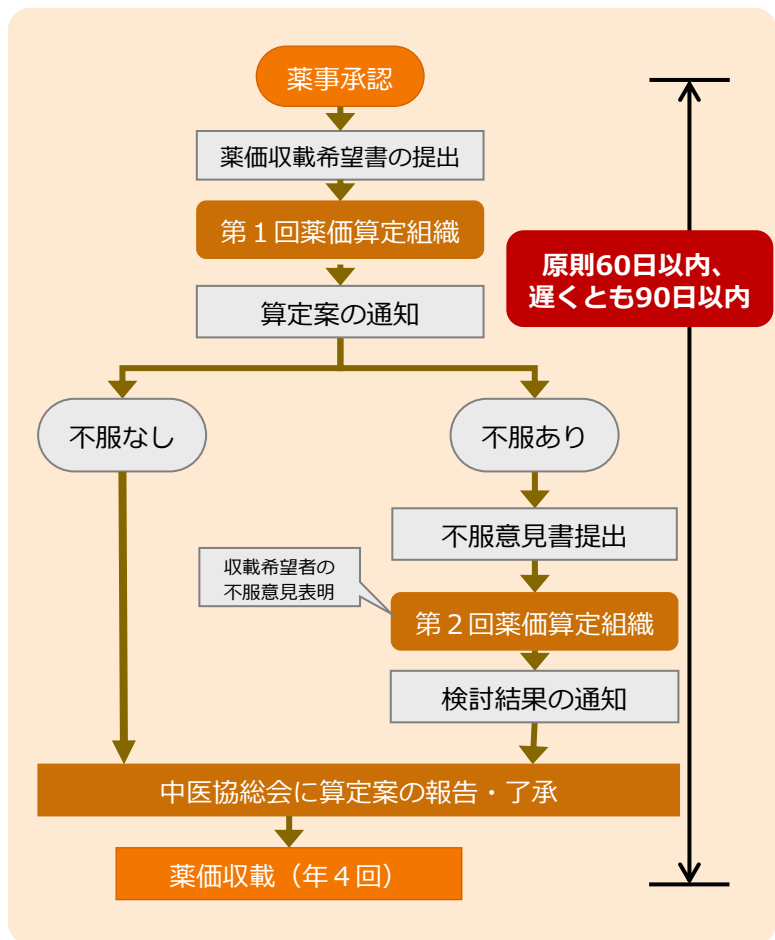 薬事承認
薬価収載希望書の提出
第１回薬価算定組織
原則60日以内、
遅くとも90日以内
算定案の通知
不服なし
不服あり
不服意見書提出
収載希望者の
不服意見表明
第２回薬価算定組織
検討結果の通知
中医協総会に算定案の報告・了承
薬価収載（年４回）